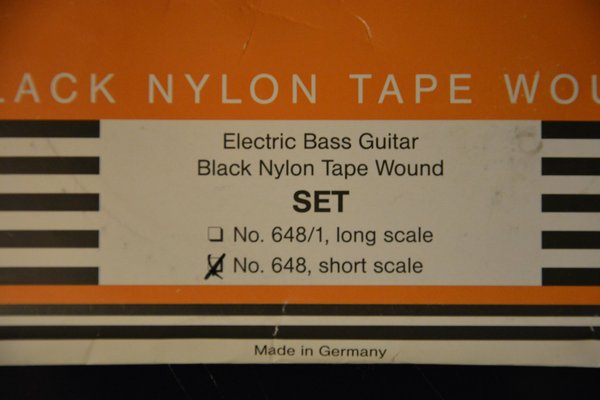 LACK NYLON TAPE WOU
Electric Bass Guitar
Black Nylon Tape Wound
SET
No. 648/1, long scale
No. 648, short scale
Made in Germany